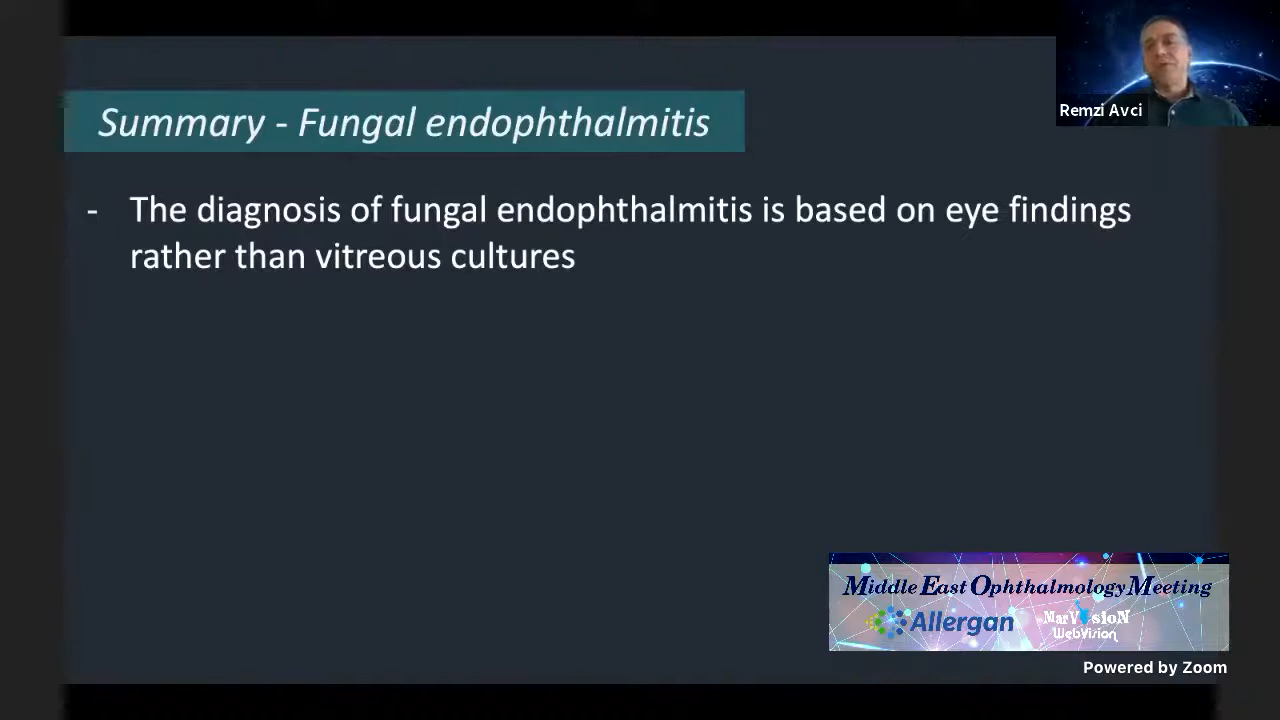 Summary - Fungal endophthalmitis
Remzi Avci
- The diagnosis of fungal endophthalmitis is based on eye findings
rather than vitreous cultures
Middle East Ophthalmology Meeting
Allergan
MarVisioN
WebVision
Powered by Zoom